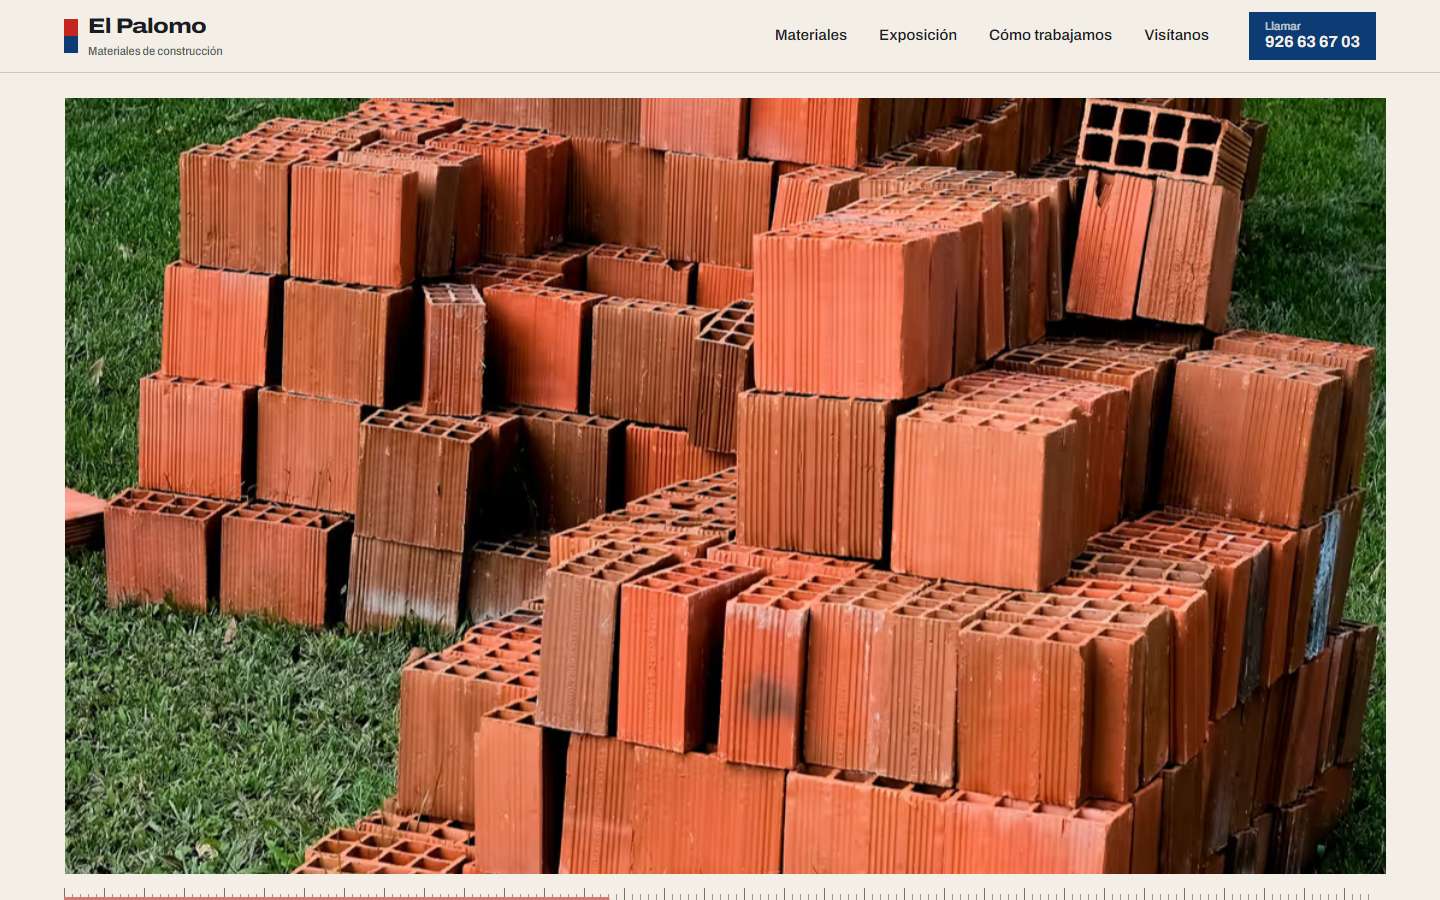 El Palomo
Materiales de construcción
Materiales
Exposición
Cómo trabajamos
Visítanos
Llamar
926 63 67 03